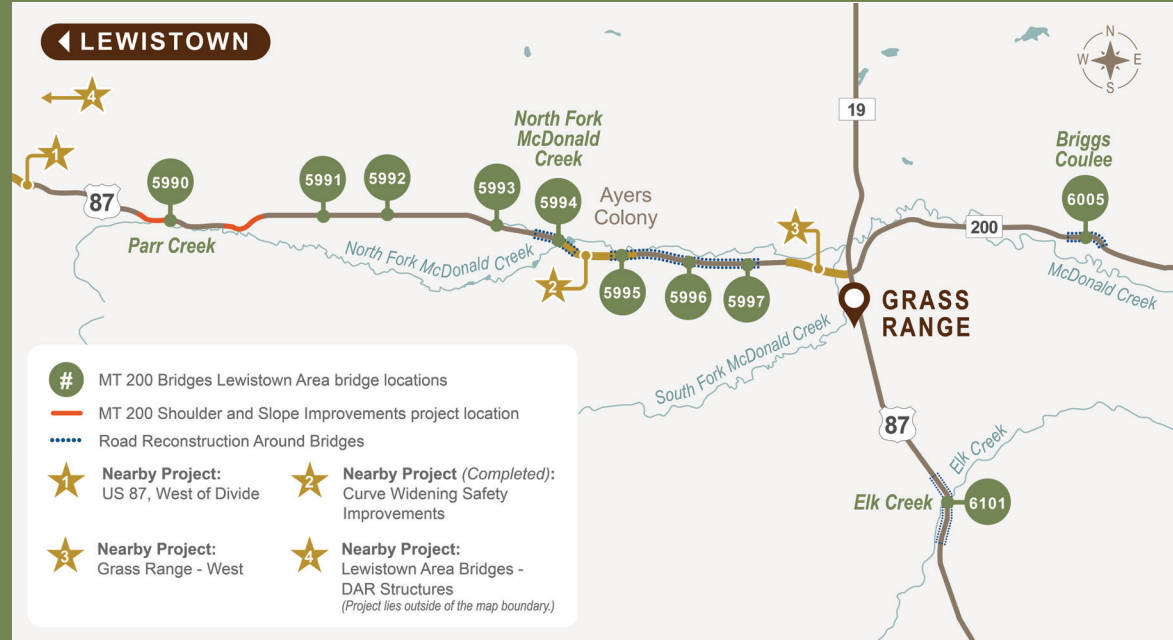 LEWISTOWN
N
W E
S
4
1
87
5990
Parr Creek
5991
5992
5993
North Fork
McDonald
Creek
5994
Ayers
Colony
North Fork McDonald Creek
2
5995
5996
5997
3
19
200
Briggs
Coulee
6005
McDonald Creek
GRASS
RANGE
South Fork McDonald Creek
87
Elk Creek
Elk Creek
6101
# MT 200 Bridges Lewistown Area bridge locations
MT 200 Shoulder and Slope Improvements project location
Road Reconstruction Around Bridges
1 Nearby Project:
US 87, West of Divide
2 Nearby Project (Completed):
Curve Widening Safety
Improvements
3 Nearby Project:
Grass Range - West
4 Nearby Project:
Lewistown Area Bridges -
DAR Structures
(Project lies outside of the map boundary.)